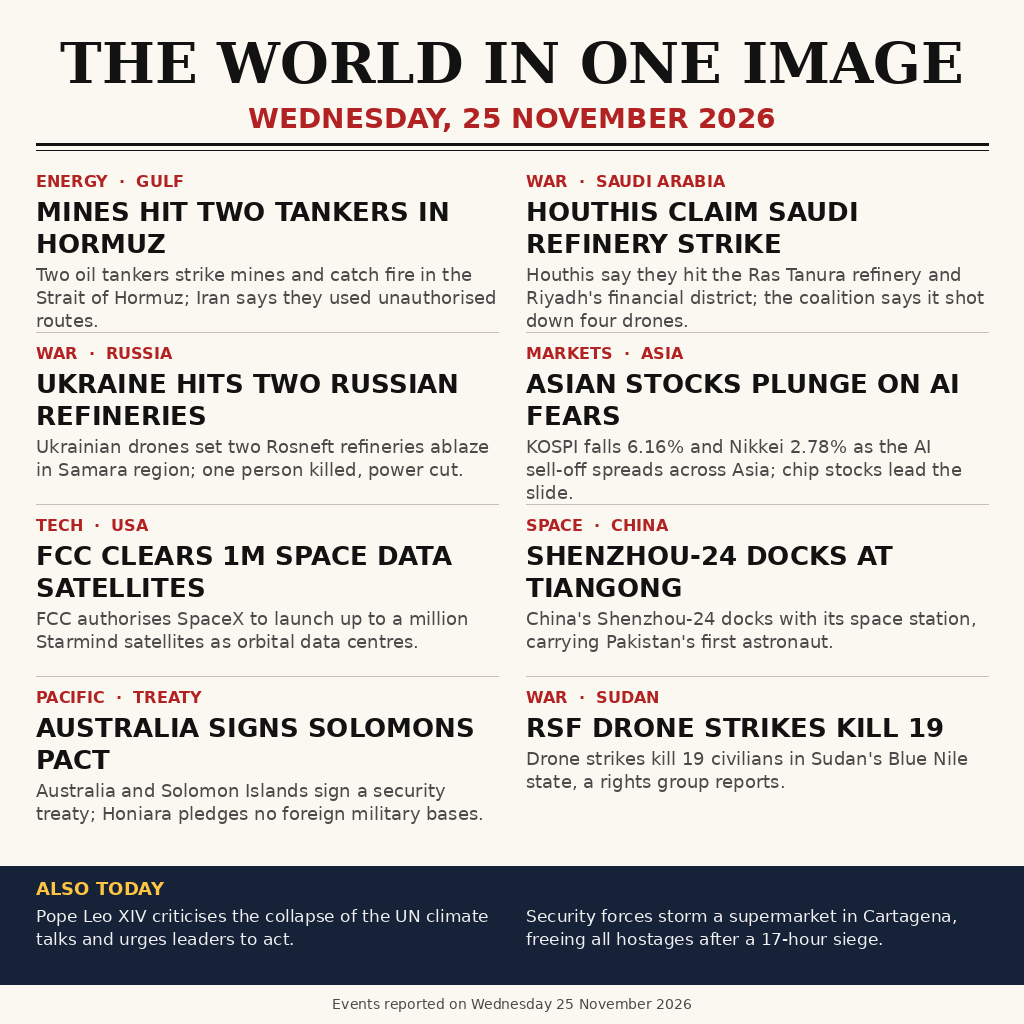 THE WORLD IN ONE IMAGE
WEDNESDAY, 25 NOVEMBER 2026
ENERGY · GULF
MINES HIT TWO TANKERS IN
HORMUZ
Two oil tankers strike mines and catch fire in the
Strait of Hormuz; Iran says they used unauthorised
routes.
WAR · SAUDI ARABIA
HOUTHIS CLAIM SAUDI
REFINERY STRIKE
Houthis say they hit the Ras Tanura refinery and
Riyadh's financial district; the coalition says it shot
down four drones.
WAR · RUSSIA
UKRAINE HITS TWO RUSSIAN
REFINERIES
Ukrainian drones set two Rosneft refineries ablaze
in Samara region; one person killed, power cut.
MARKETS · ASIA
ASIAN STOCKS PLUNGE ON AI
FEARS
KOSPI falls 6.16% and Nikkei 2.78% as the AI
sell-off spreads across Asia; chip stocks lead the
slide.
TECH · USA
FCC CLEARS 1M SPACE DATA
SATELLITES
FCC authorises SpaceX to launch up to a million
Starmind satellites as orbital data centres.
SPACE · CHINA
SHENZHOU-24 DOCKS AT
TIANGONG
China's Shenzhou-24 docks with its space station,
carrying Pakistan's first astronaut.
PACIFIC · TREATY
AUSTRALIA SIGNS SOLOMONS
PACT
Australia and Solomon Islands sign a security
treaty; Honiara pledges no foreign military bases.
WAR · SUDAN
RSF DRONE STRIKES KILL 19
Drone strikes kill 19 civilians in Sudan's Blue Nile
state, a rights group reports.
ALSO TODAY
Pope Leo XIV criticises the collapse of the UN climate
talks and urges leaders to act.
Security forces storm a supermarket in Cartagena,
freeing all hostages after a 17-hour siege.
Events reported on Wednesday 25 November 2026